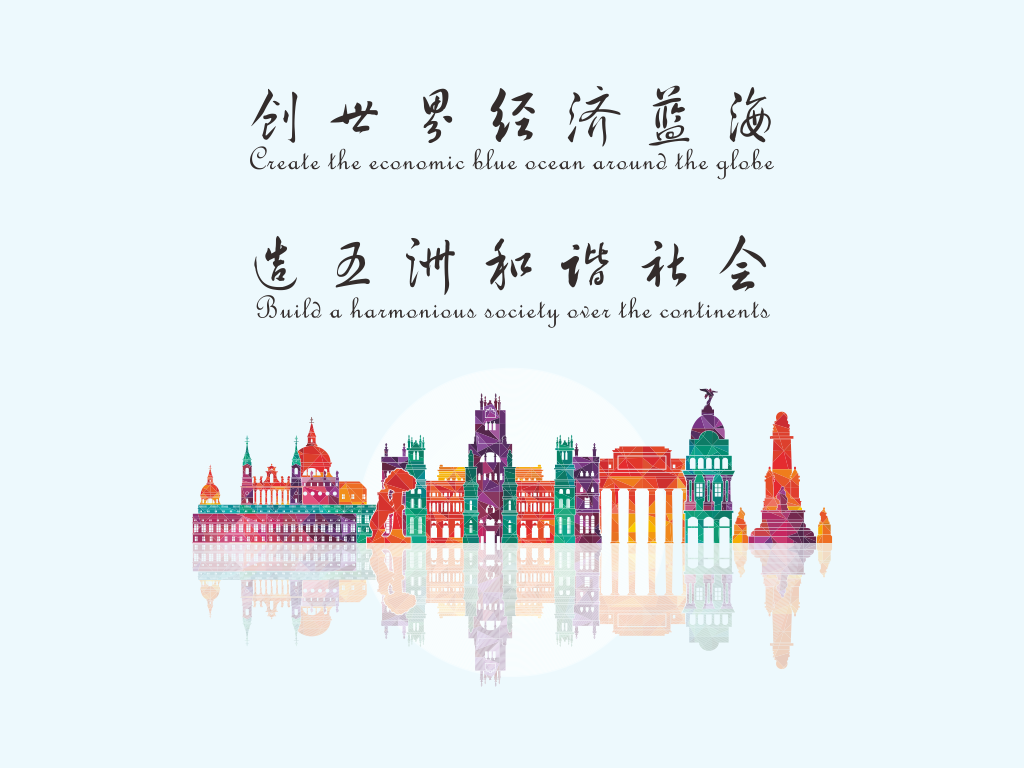 创世界经济蓝海
Create the economic blue ocean around the globe
造五洲和谐社会
Build a harmonious society over the continents